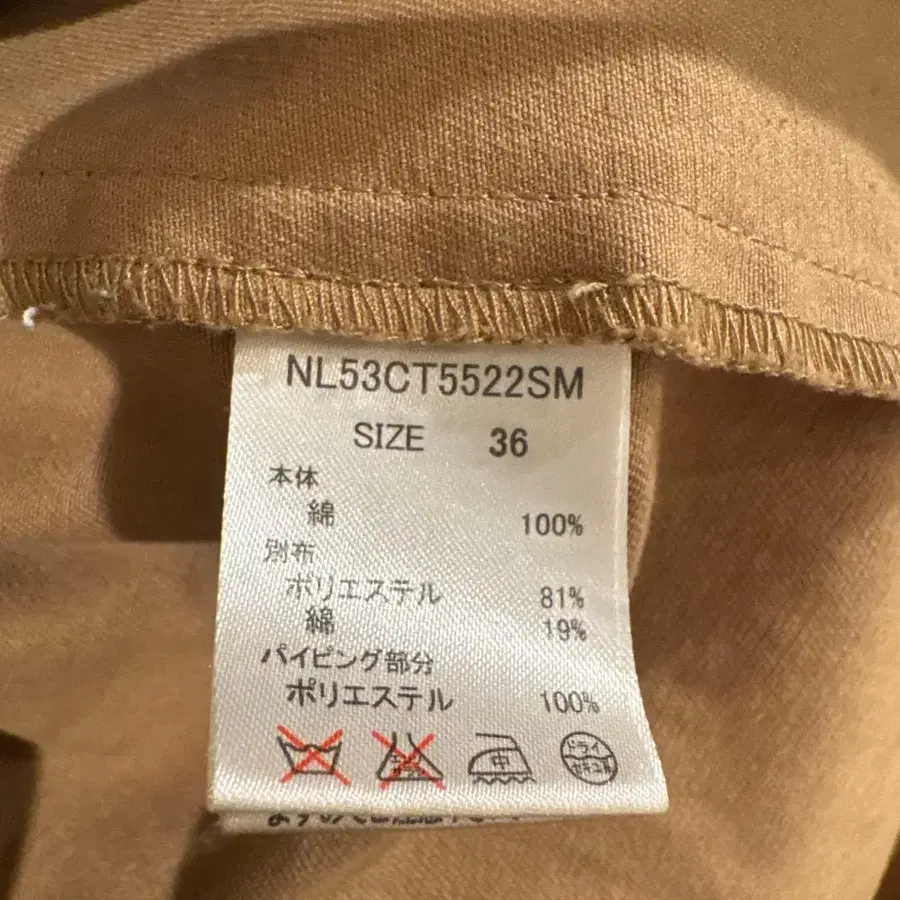 NL53CT5522SM
SIZE 36
本体
綿 100%
別布
ポリエステル 81%
綿 19%
パイピング部分
ポリエステル 100%
中
ドライ